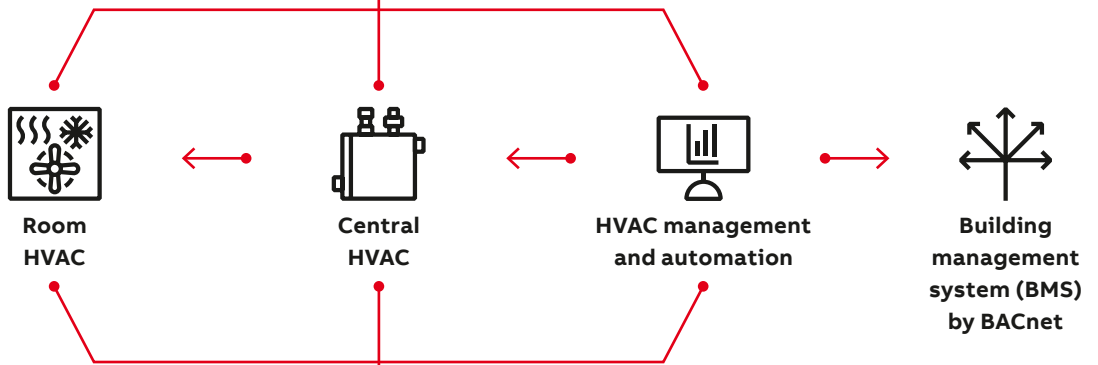 Room
HVAC
Central
HVAC
HVAC management
and automation
Building
management
system (BMS)
by BACnet